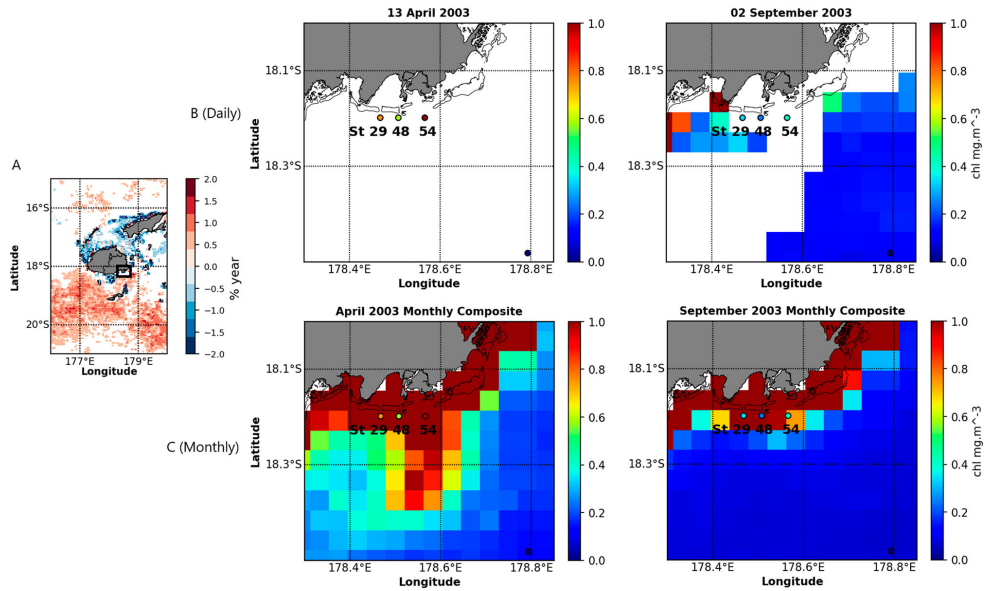 13 April 2003
02 September 2003
B (Daily)
A
C (Monthly)
16°S
18°S
20°S
177°E
179°E
Latitude
Longitude
2.0
1.5
1.0
0.5
0.0
−0.5
−1.0
−1.5
−2.0
% year
18.1°S
18.3°S
Latitude
St 29 48 54
178.4°E
178.6°E
178.8°E
Longitude
1.0
0.8
0.6
0.4
0.2
0.0
18.1°S
18.3°S
St 29 48 54
178.4°E
178.6°E
178.8°E
Longitude
1.0
0.8
0.6
0.4
0.2
0.0
chl mg.m^-3
April 2003 Monthly Composite
18.1°S
18.3°S
Latitude
St 29 48 54
178.4°E
178.6°E
178.8°E
Longitude
1.0
0.8
0.6
0.4
0.2
0.0
September 2003 Monthly Composite
18.1°S
18.3°S
St 29 48 54
178.4°E
178.6°E
178.8°E
Longitude
1.0
0.8
0.6
0.4
0.2
0.0
chl mg.m^-3